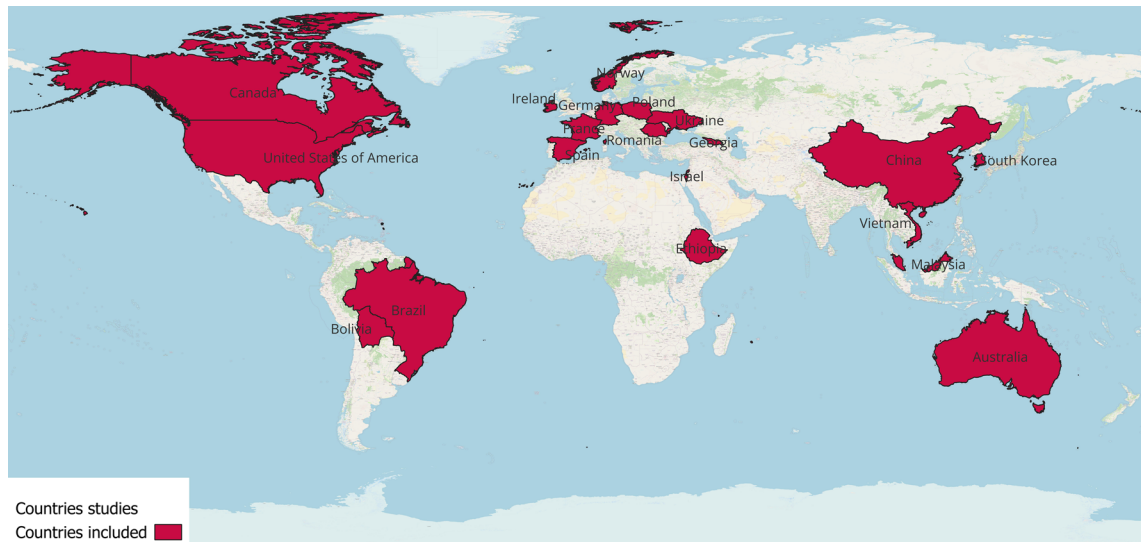 Canada
United States of America
Norway
Ireland
Germany
Poland
France
Ukraine
Romania
Georgia
Spain
Israel
China
South Korea
Vietnam
Ethiopia
Malaysia
Brazil
Bolivia
Australia
Countries studies
Countries included